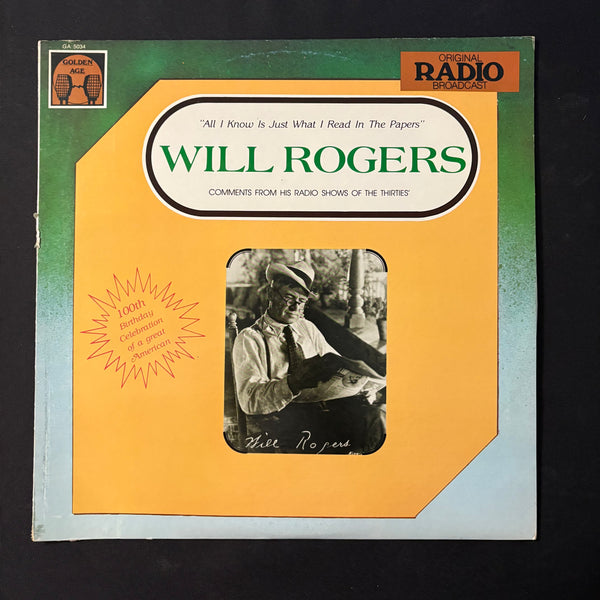 GA 5034
GOLDEN
AGE
ORIGINAL
RADIO
BROADCAST
"All I Know Is Just What I Read In The Papers"
WILL ROGERS
COMMENTS FROM HIS RADIO SHOWS OF THE THIRTIES'
100th
Birthday
Celebration
of a great
American
Will Rogers